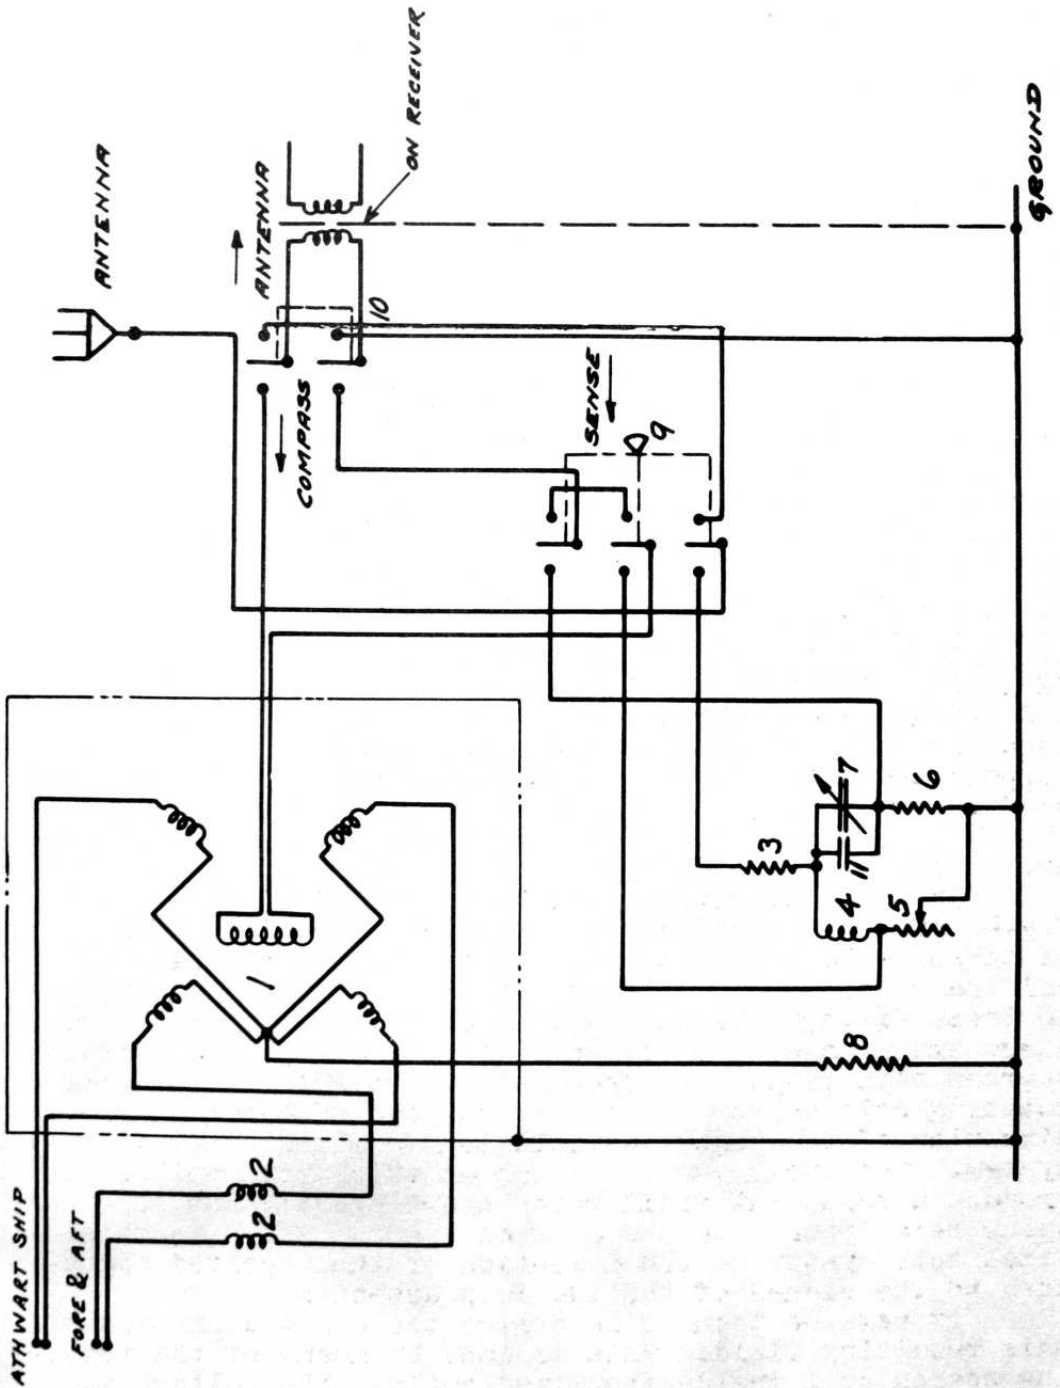 ANTENNA
ON RECEIVER
ANTENNA
10
COMPASS
SENSE
9
GROUND
1
3
11
7
4
5
6
8
2
2
ATHWART SHIP
FORE & AFT